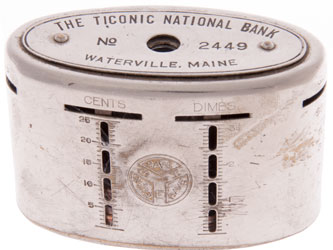 THE TICONIC NATIONAL BANK
No 2449
WATERVILLE, MAINE
CENTS DIMES
25
20
15
10
5